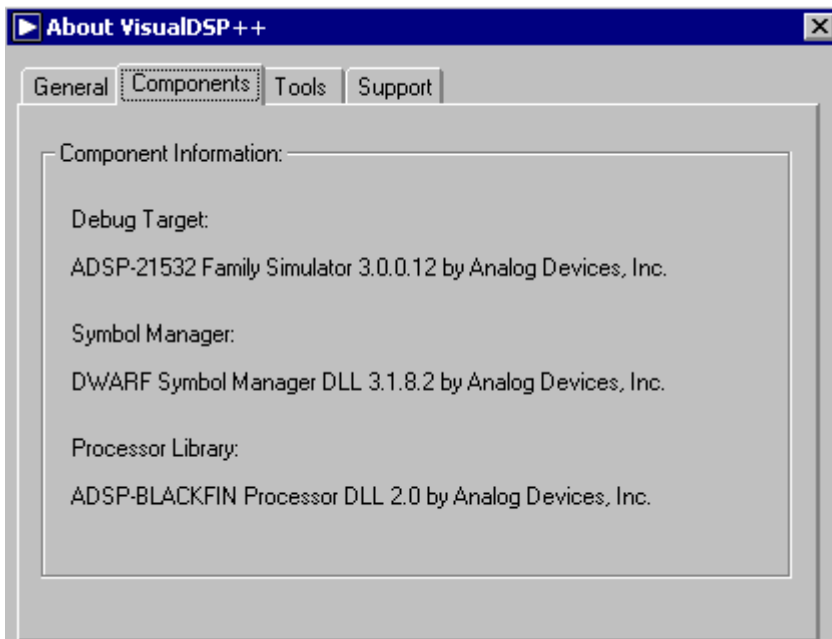 About VisualDSP++
General Components Tools Support
Component Information:
Debug Target:
ADSP-21532 Family Simulator 3.0.0.12 by Analog Devices, Inc.
Symbol Manager:
DWARF Symbol Manager DLL 3.1.8.2 by Analog Devices, Inc.
Processor Library:
ADSP-BLACKFIN Processor DLL 2.0 by Analog Devices, Inc.